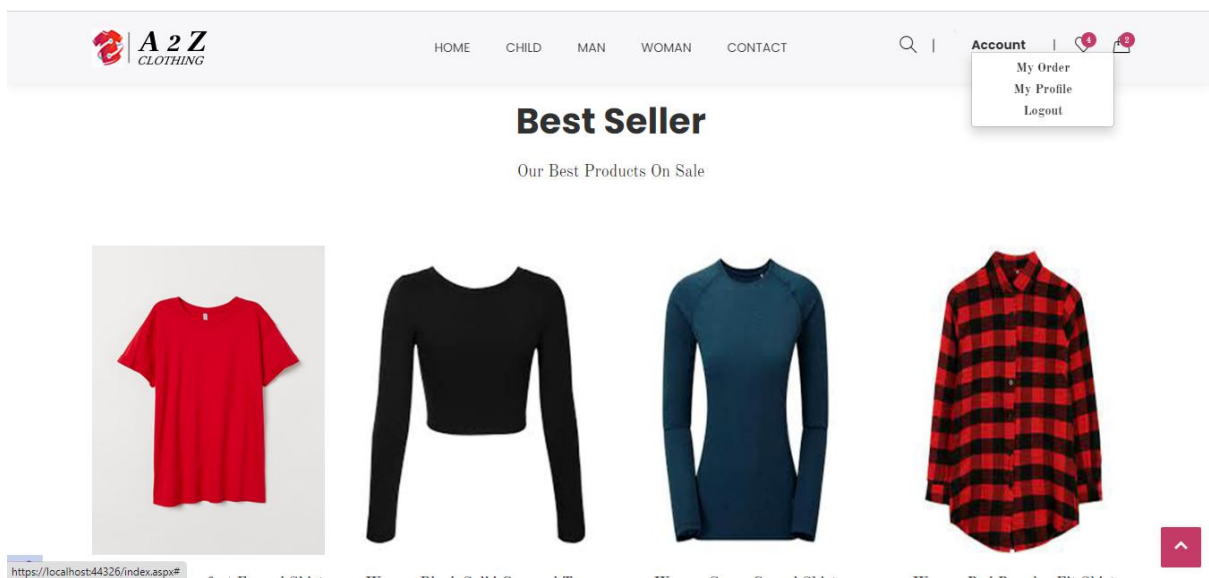 A 2 Z
CLOTHING
HOME CHILD MAN WOMAN CONTACT
| Account | 4 2
My Order
My Profile
Logout
Best Seller
Our Best Products On Sale
https://localhost:44326/index.aspx#